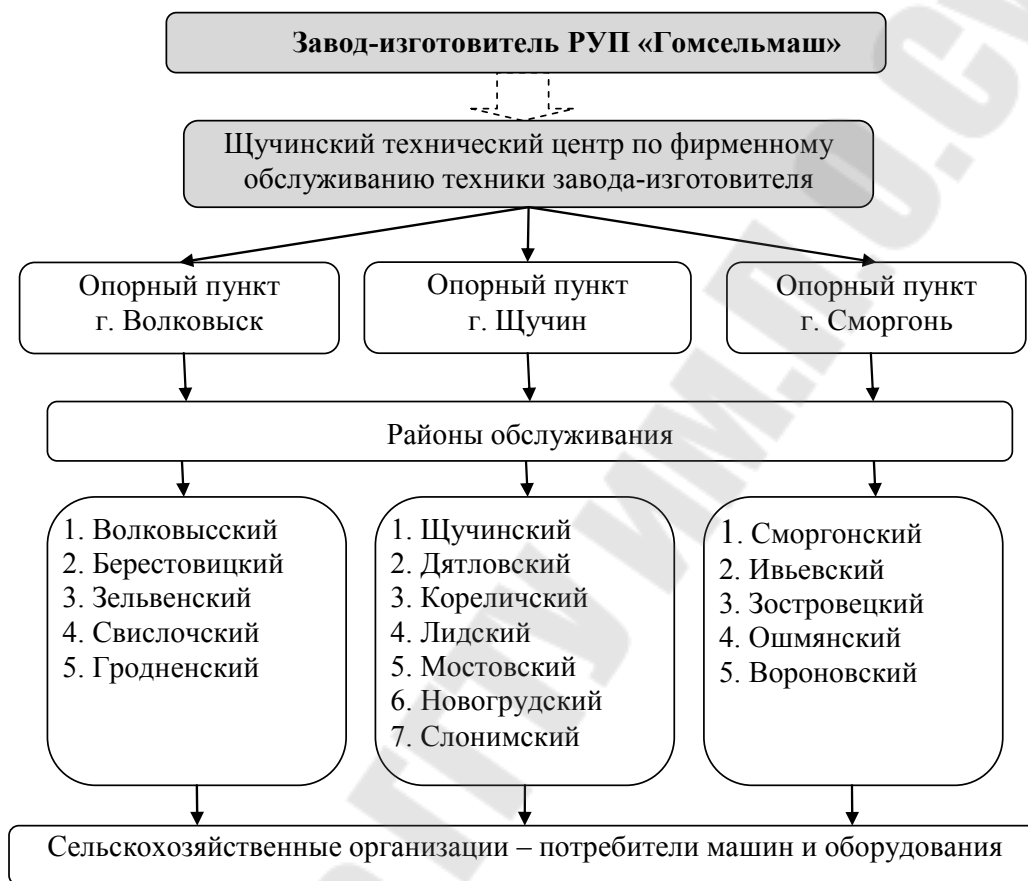 Завод-изготовитель РУП «Гомсельмаш»
Щучинский технический центр по фирменному
обслуживанию техники завода-изготовителя
Опорный пункт
г. Волковыск
Опорный пункт
г. Щучин
Опорный пункт
г. Сморгонь
Районы обслуживания
1. Волковысский
2. Берестовицкий
3. Зельвенский
4. Свислочский
5. Гродненский
1. Щучинский
2. Дятловский
3. Кореличский
4. Лидский
5. Мостовский
6. Новогрудский
7. Слонимский
1. Сморгонский
2. Ивьевский
3. Зостровецкий
4. Ошмянский
5. Вороновский
Сельскохозяйственные организации – потребители машин и оборудования